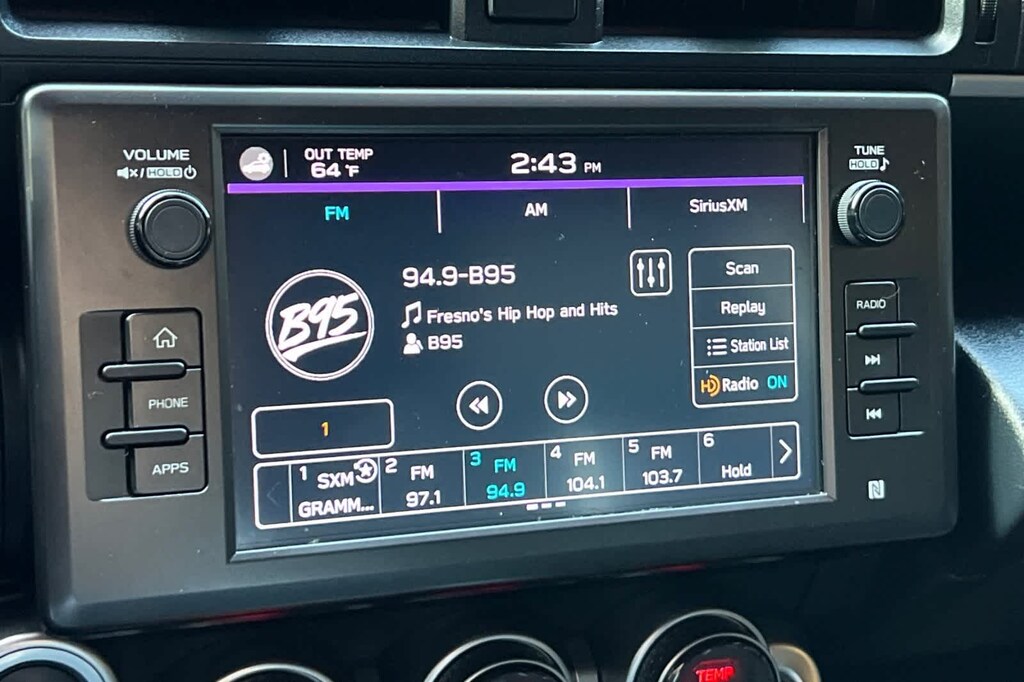 VOLUME
/HOLD
OUT TEMP
64 °F
2:43 PM
TUNE
HOLD
FM
AM
SiriusXM
B95
94.9-B95
Fresno's Hip Hop and Hits
B95
Scan
Replay
Station List
HD Radio ON
RADIO
PHONE
APPS
1
1 SXM
GRAMM...
2 FM
97.1
3 FM
94.9
4 FM
104.1
5 FM
103.7
6
Hold
N
TEMP